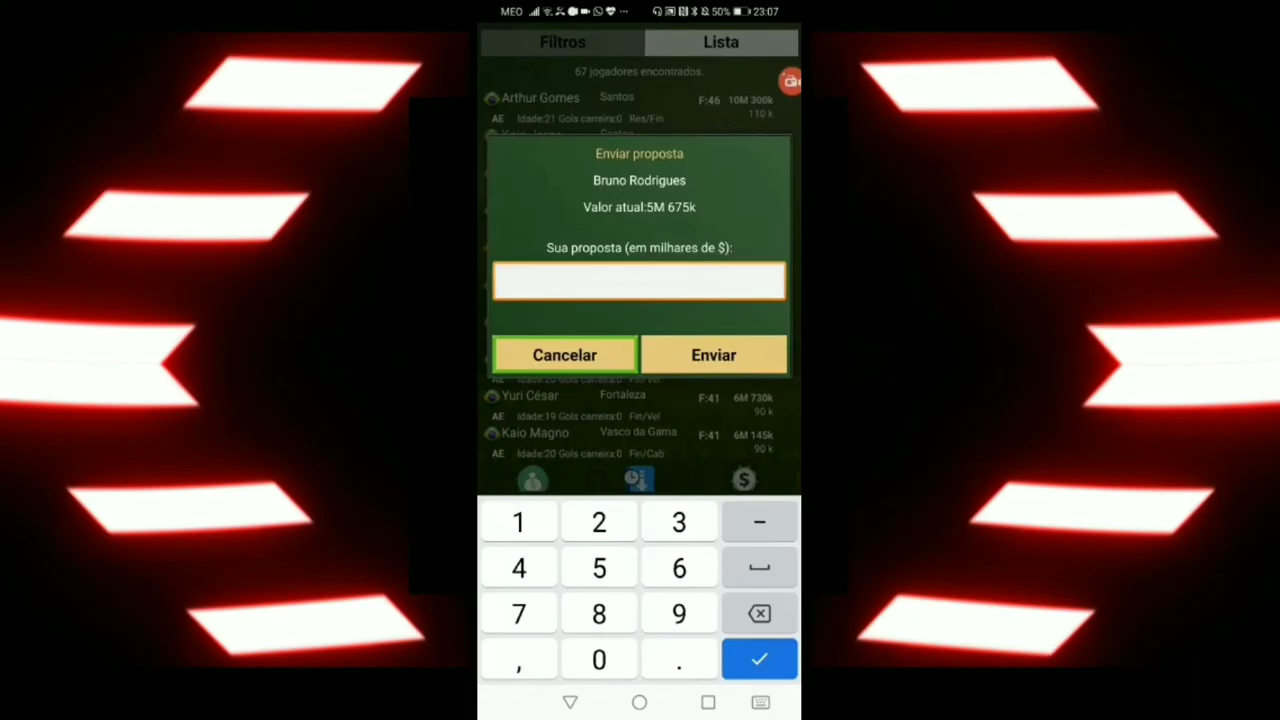 MEO 50% 23:07
Filtros Lista
67 jogadores encontrados.
Arthur Gomes Santos F:46 10M 300k
110 k
AE Idade:21 Gols carreira:0 Res/Fin
Enviar proposta
Bruno Rodrigues
Valor atual:5M 675k
Sua proposta (em milhares de $):
Cancelar Enviar
Yuri César Fortaleza F:41 6M 730k
90 k
AE Idade:19 Gols carreira:0 Fin/Vel
Kaio Magno Vasco da Gama F:41 6M 145k
90 k
AE Idade:20 Gols carreira:0 Fin/Cab
$
1 2 3 –
4 5 6
7 8 9
, 0 .